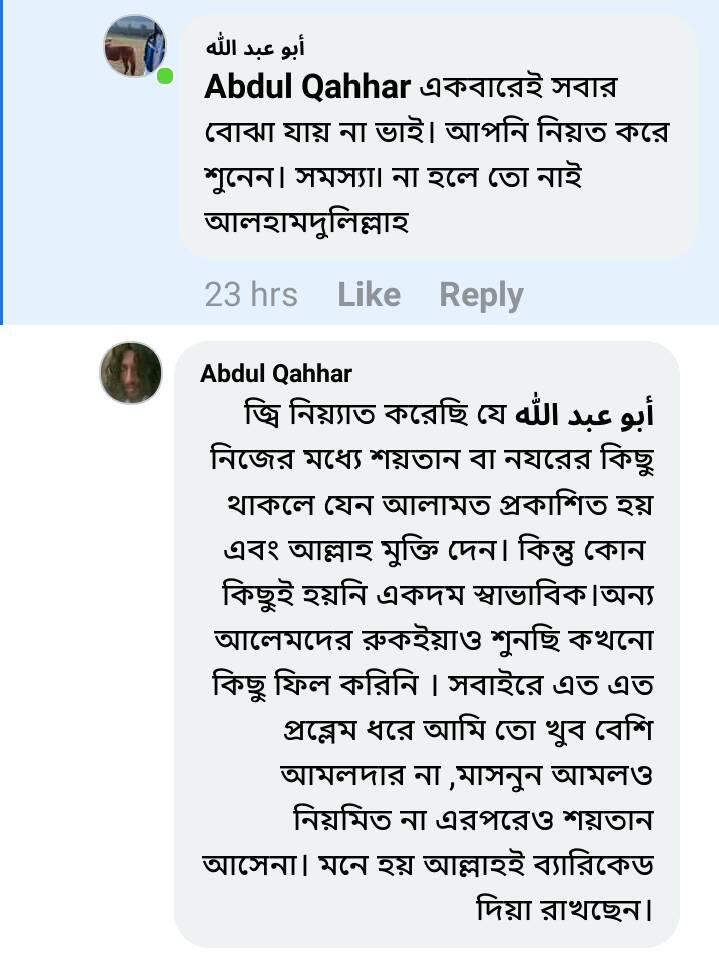 أبو عبد الله
Abdul Qahhar একবারেই সবার
বোঝা যায় না ভাই। আপনি নিয়ত করে
শুনেন। সমস্যা। না হলে তো নাই
আলহামদুলিল্লাহ
23 hrs Like Reply
Abdul Qahhar
أبو عبد الله জ্বি নিয়্যাত করেছি যে
নিজের মধ্যে শয়তান বা নযরের কিছু
থাকলে যেন আলামত প্রকাশিত হয়
এবং আল্লাহ মুক্তি দেন। কিন্তু কোন
কিছুই হয়নি একদম স্বাভাবিক।অন্য
আলেমদের রুকইয়াও শুনছি কখনো
কিছু ফিল করিনি । সবাইরে এত এত
প্রব্লেম ধরে আমি তো খুব বেশি
আমলদার না ,মাসনুন আমলও
নিয়মিত না এরপরেও শয়তান
আসেনা। মনে হয় আল্লাহই ব্যারিকেড
দিয়া রাখছেন।